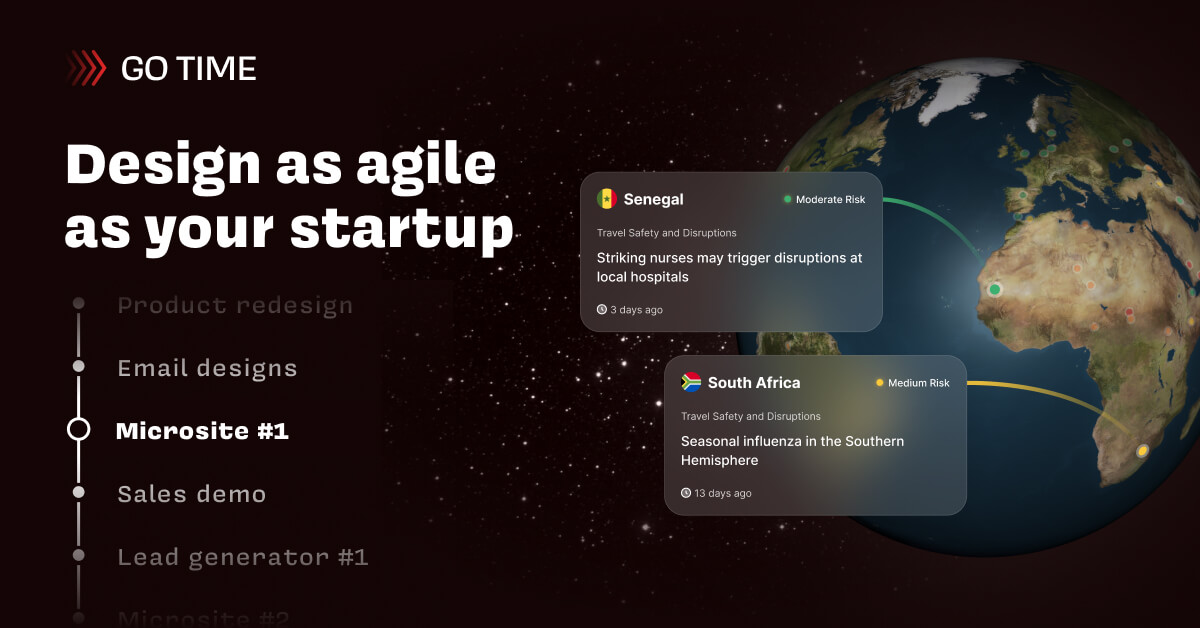 GO TIME
Design as agile
as your startup
Product redesign
Email designs
Microsite #1
Sales demo
Lead generator #1
Microsite #2
Senegal
Moderate Risk
Travel Safety and Disruptions
Striking nurses may trigger disruptions at
local hospitals
3 days ago
South Africa
Medium Risk
Travel Safety and Disruptions
Seasonal influenza in the Southern
Hemisphere
13 days ago